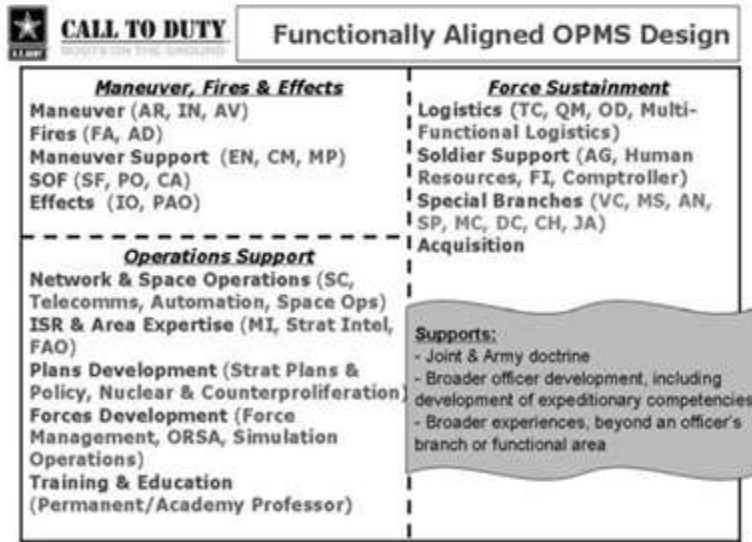 CALL TO DUTY
BOOTS ON THE GROUND
U.S. ARMY
Functionally Aligned OPMS Design
Maneuver, Fires & Effects
Maneuver (AR, IN, AV)
Fires (FA, AD)
Maneuver Support (EN, CM, MP)
SOF (SF, PO, CA)
Effects (IO, PAO)
Operations Support
Network & Space Operations (SC,
Telecomms, Automation, Space Ops)
ISR & Area Expertise (MI, Strat Intel,
FAO)
Plans Development (Strat Plans &
Policy, Nuclear & Counterproliferation)
Forces Development (Force
Management, ORSA, Simulation
Operations)
Training & Education
(Permanent/Academy Professor)
Force Sustainment
Logistics (TC, QM, OD, Multi-
Functional Logistics)
Soldier Support (AG, Human
Resources, FI, Comptroller)
Special Branches (VC, MS, AN,
SP, MC, DC, CH, JA)
Acquisition
Supports:
- Joint & Army doctrine
- Broader officer development, including
development of expeditionary competencies
- Broader experiences, beyond an officer's
branch or functional area